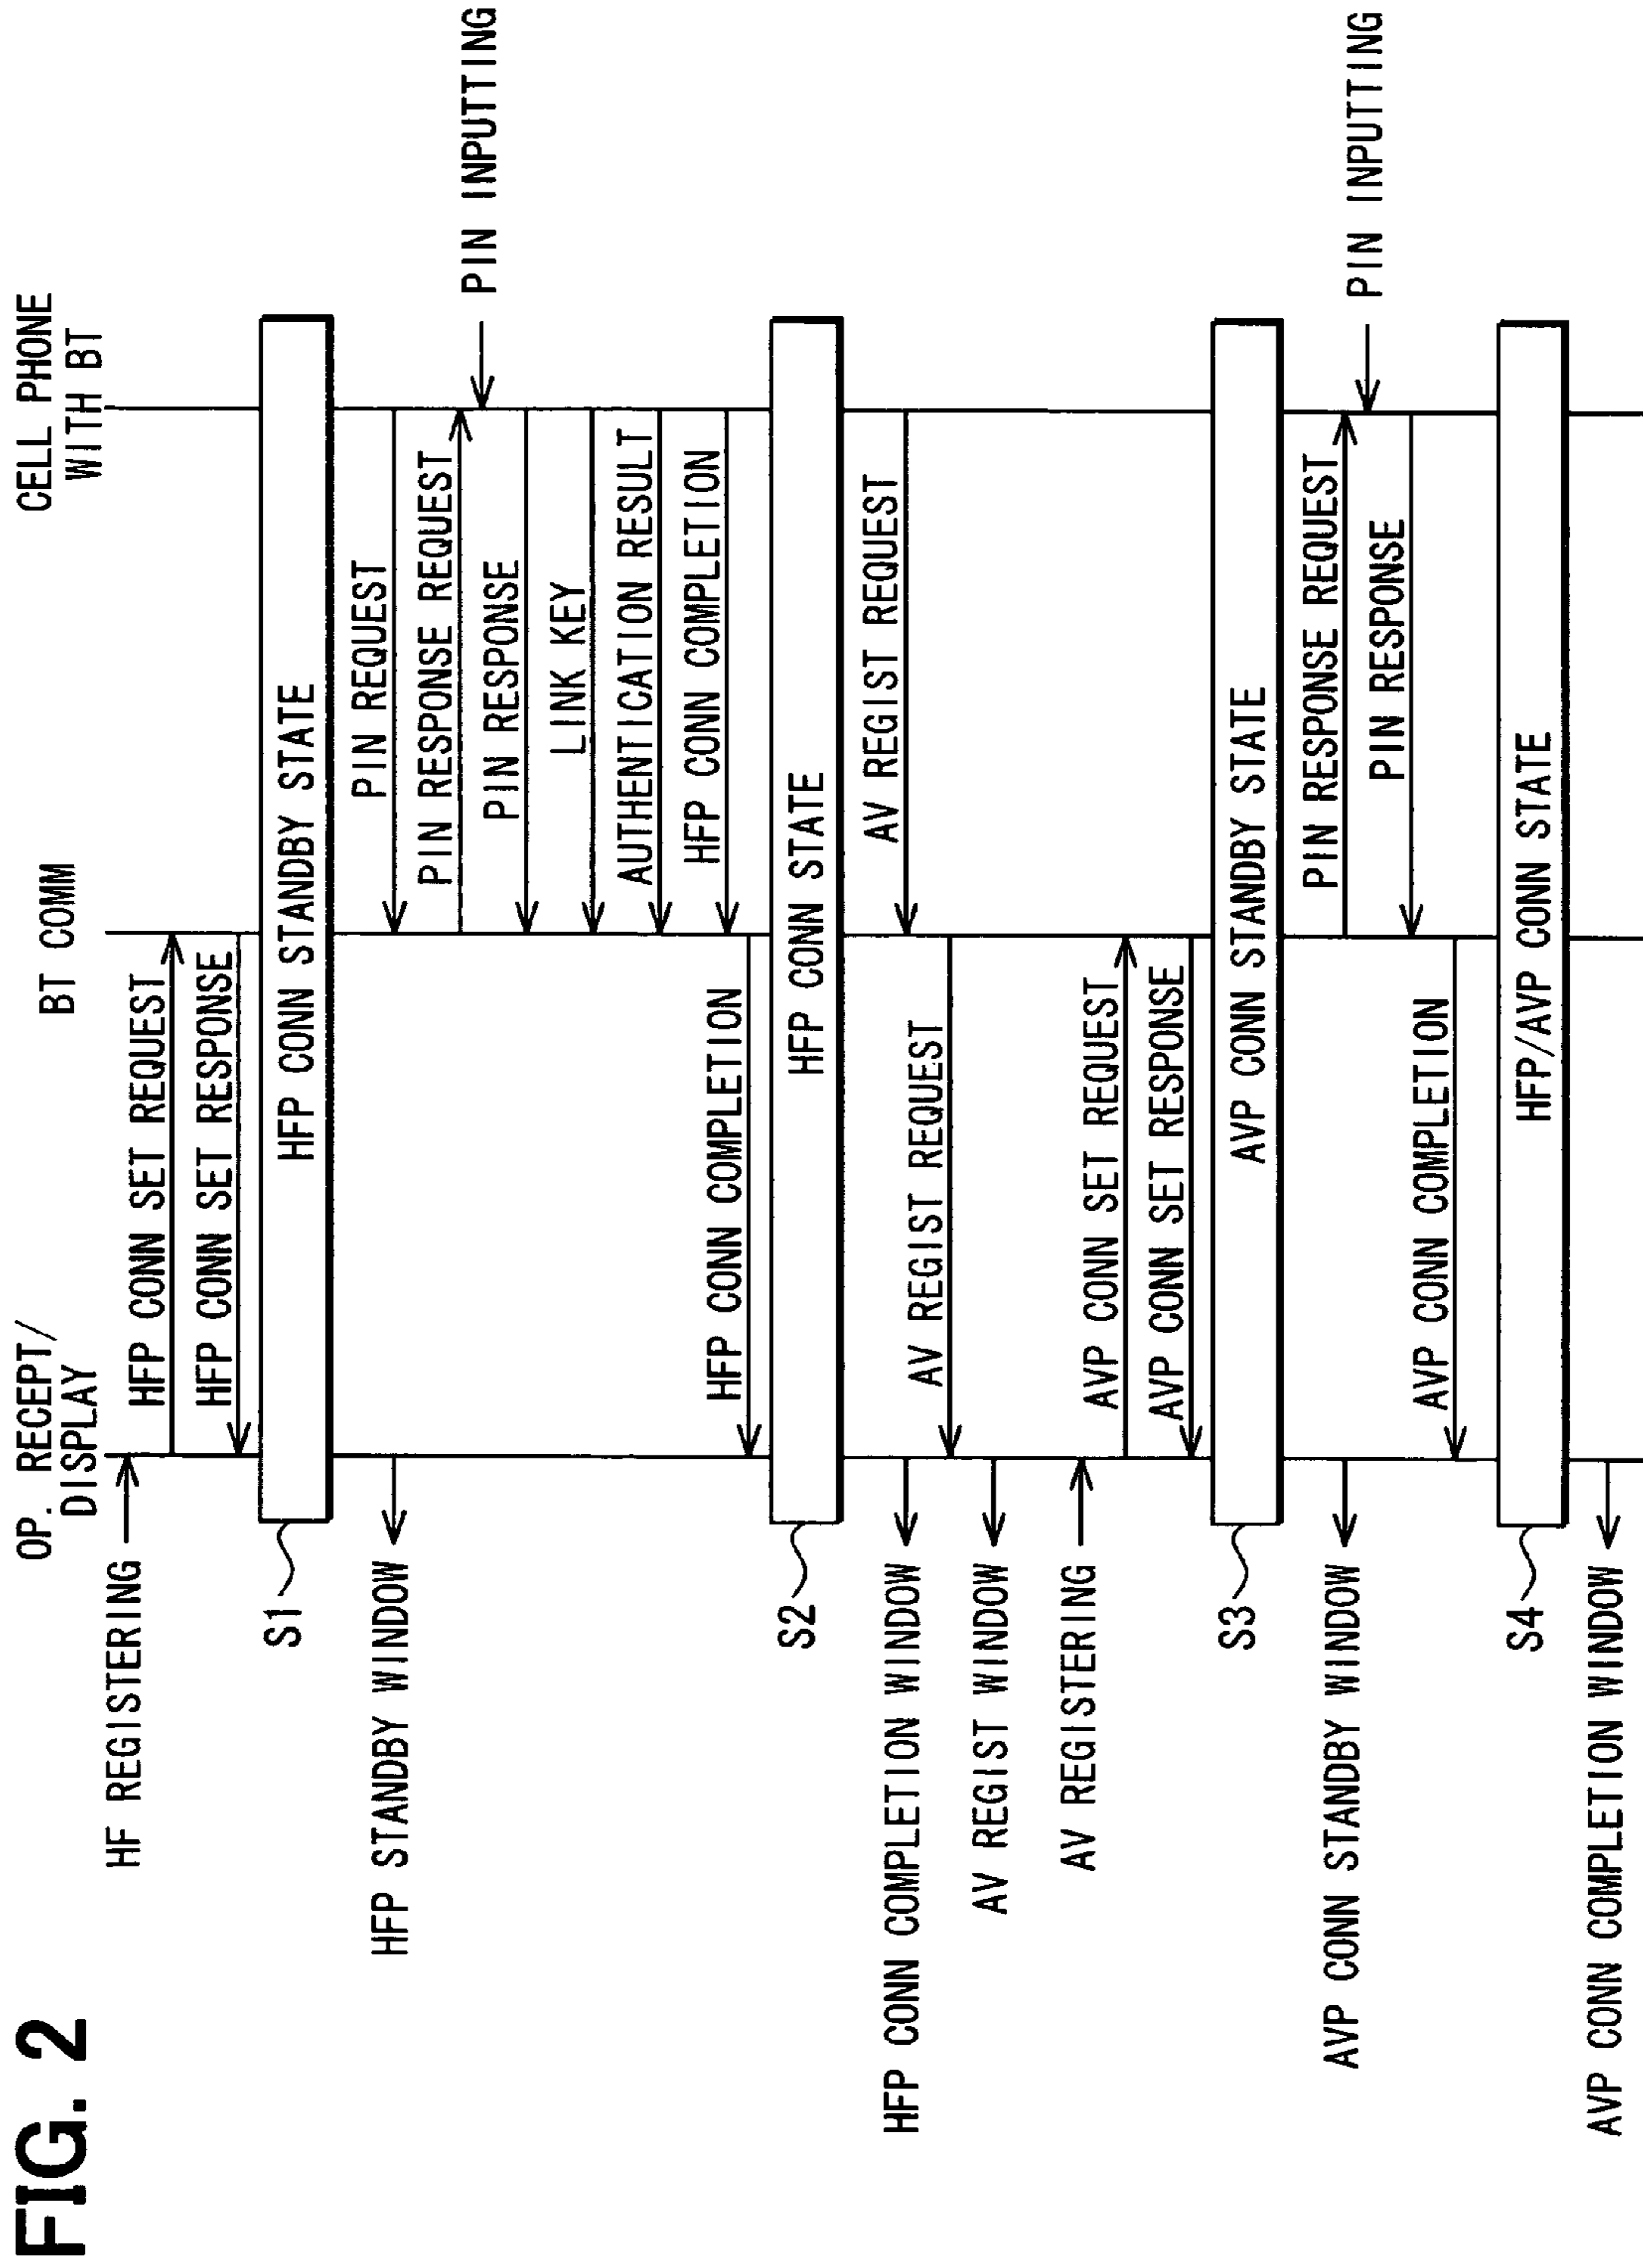 FIG. 2
OP. RECEPT/
DISPLAY
BT COMM
CELL PHONE
WITH BT
HF REGISTERING
HFP CONN SET REQUEST
HFP CONN SET RESPONSE
S1
HFP CONN STANDBY STATE
HFP STANDBY WINDOW
PIN REQUEST
PIN RESPONSE REQUEST
PIN INPUTTING
PIN RESPONSE
LINK KEY
AUTHENTICATION RESULT
HFP CONN COMPLETION
HFP CONN COMPLETION
S2
HFP CONN STATE
HFP CONN COMPLETION WINDOW
AV REGIST REQUEST
AV REGIST REQUEST
AV REGIST WINDOW
AV REGISTERING
AVP CONN SET REQUEST
AVP CONN SET RESPONSE
S3
AVP CONN STANDBY STATE
AVP CONN STANDBY WINDOW
PIN RESPONSE REQUEST
PIN INPUTTING
PIN RESPONSE
AVP CONN COMPLETION
S4
HFP/AVP CONN STATE
AVP CONN COMPLETION WINDOW